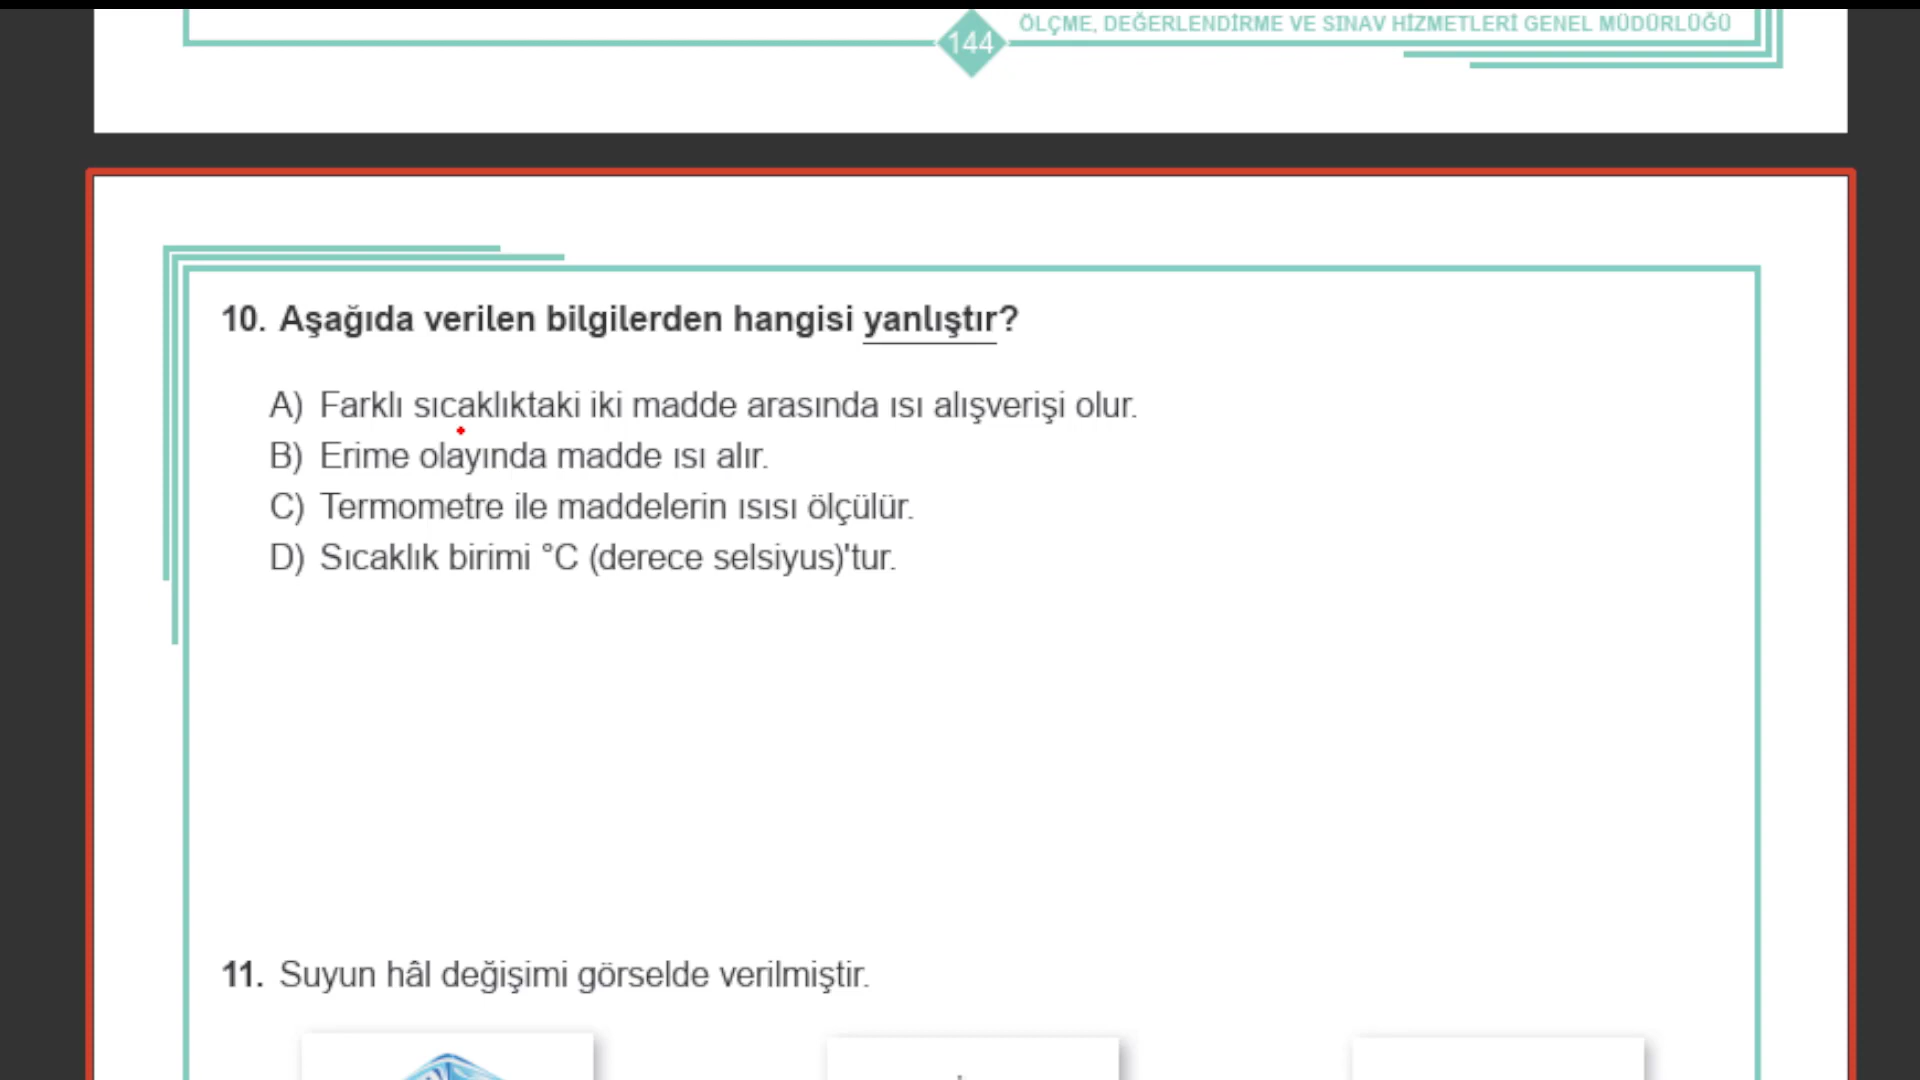 ÖLÇME, DEĞERLENDİRME VE SINAV HİZMETLERİ GENEL MÜDÜRLÜĞÜ
144
10. Aşağıda verilen bilgilerden hangisi yanlıştır?
A) Farklı sıcaklıktaki iki madde arasında ısı alışverişi olur.
B) Erime olayında madde ısı alır.
C) Termometre ile maddelerin ısısı ölçülür.
D) Sıcaklık birimi °C (derece selsiyus)'tur.
11. Suyun hâl değişimi görselde verilmiştir.